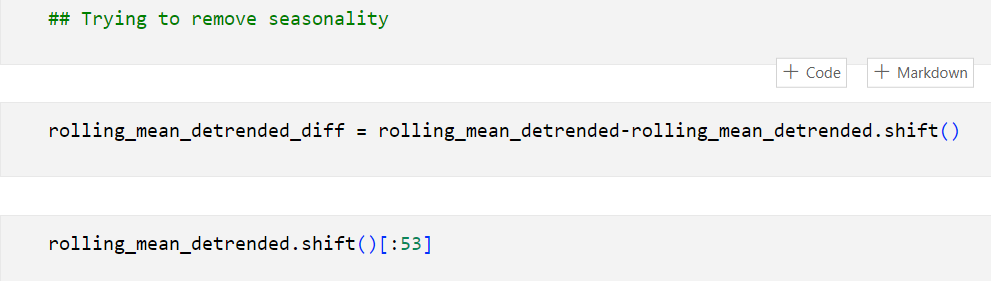 ## Trying to remove seasonality
+ Code + Markdown
rolling_mean_detrended_diff = rolling_mean_detrended-rolling_mean_detrended.shift()
rolling_mean_detrended.shift()[:53]